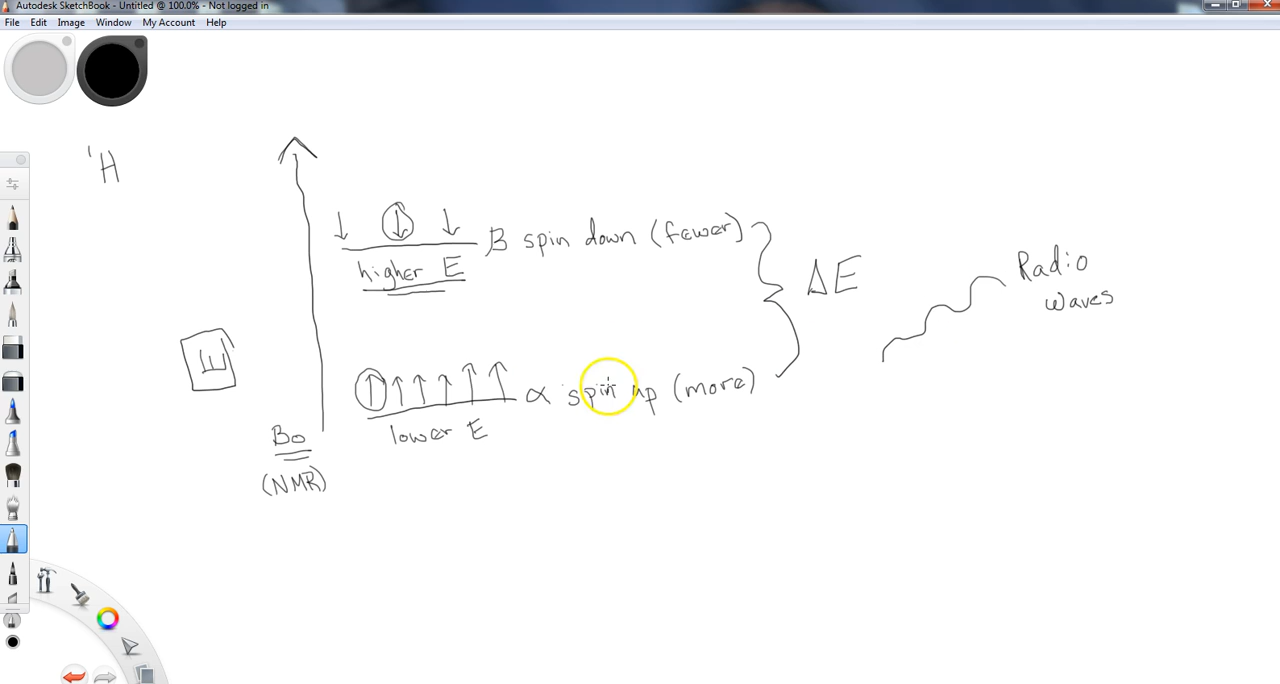 Autodesk SketchBook - Untitled @ 100.0% - Not logged in
File Edit Image Window My Account Help
¹H
β spin down (fewer)
higher E
ΔE
Radio
waves
E
α spin up (more)
lower E
B₀
(NMR)